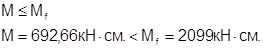 M ≤ M_f
M = 692,66кН·см. < M_f = 2099кН·см.